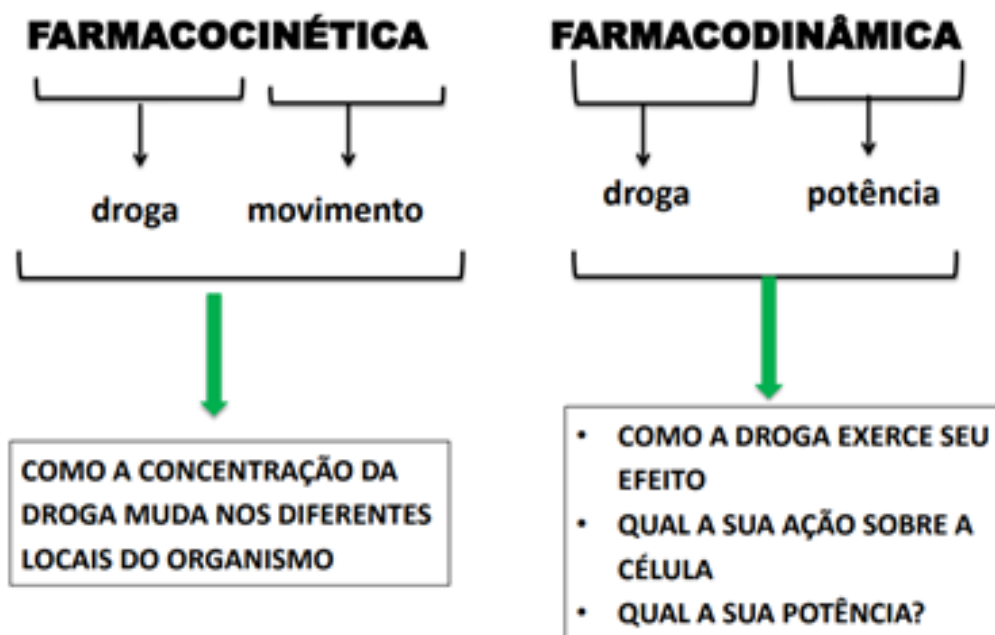 FARMACOCINÉTICA
droga
movimento
COMO A CONCENTRAÇÃO DA
DROGA MUDA NOS DIFERENTES
LOCAIS DO ORGANISMO
FARMACODINÂMICA
droga
potência
• COMO A DROGA EXERCE SEU
EFEITO
• QUAL A SUA AÇÃO SOBRE A
CÉLULA
• QUAL A SUA POTÊNCIA?